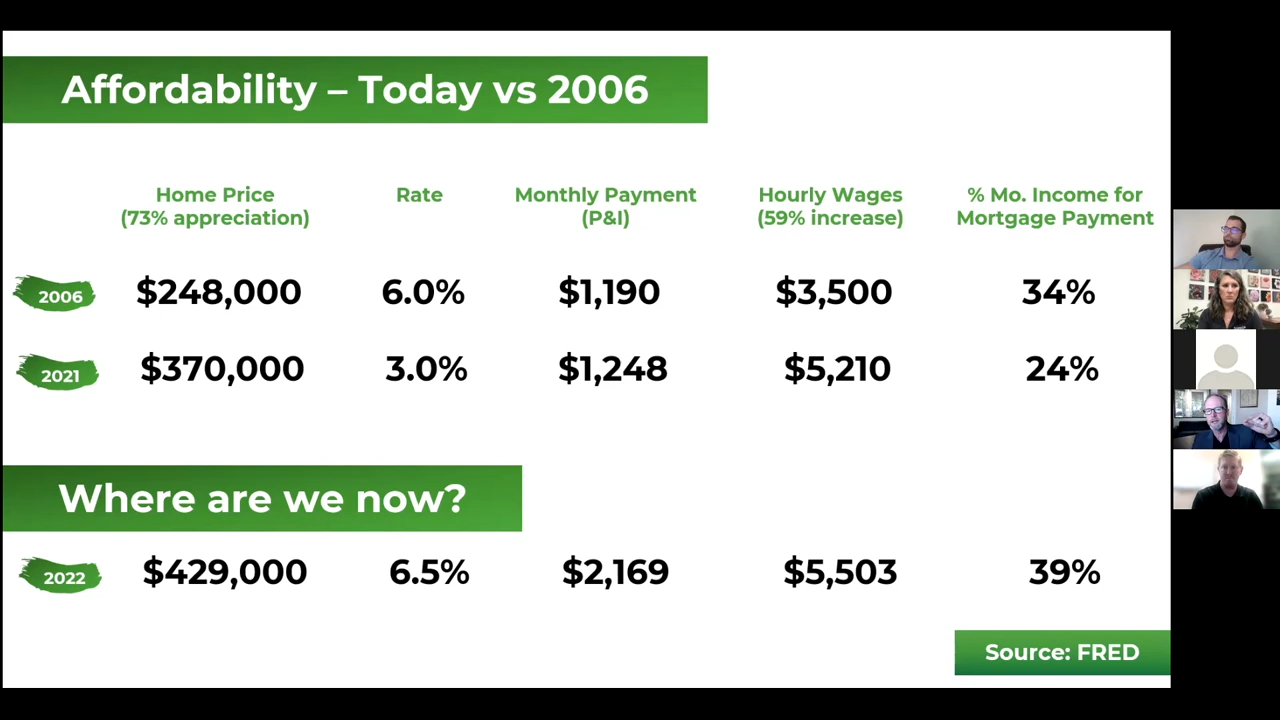 Affordability – Today vs 2006
Home Price Rate Monthly Payment Hourly Wages % Mo. Income for
(73% appreciation) (P&I) (59% increase) Mortgage Payment
2006 $248,000 6.0% $1,190 $3,500 34%
2021 $370,000 3.0% $1,248 $5,210 24%
Where are we now?
2022 $429,000 6.5% $2,169 $5,503 39%
Source: FRED